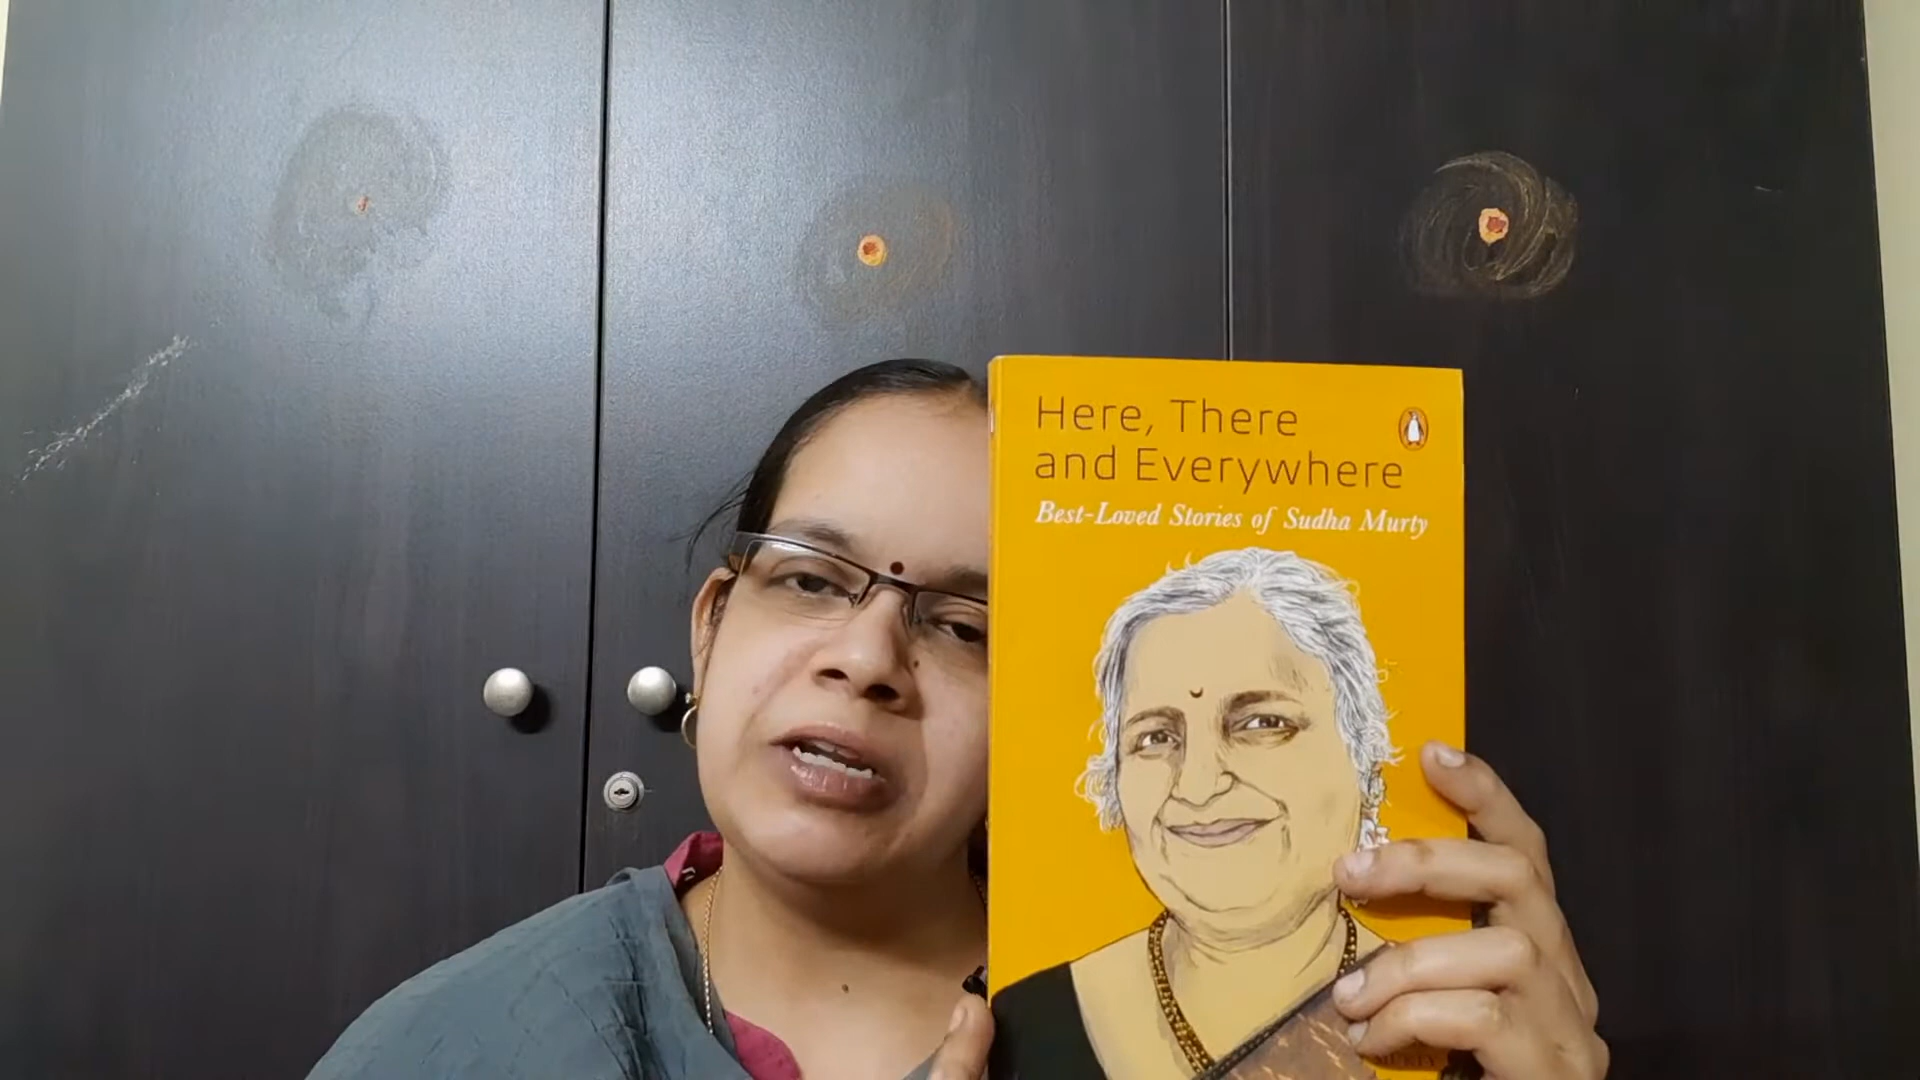 Here, There
and Everywhere
Best-Loved Stories of Sudha Murty